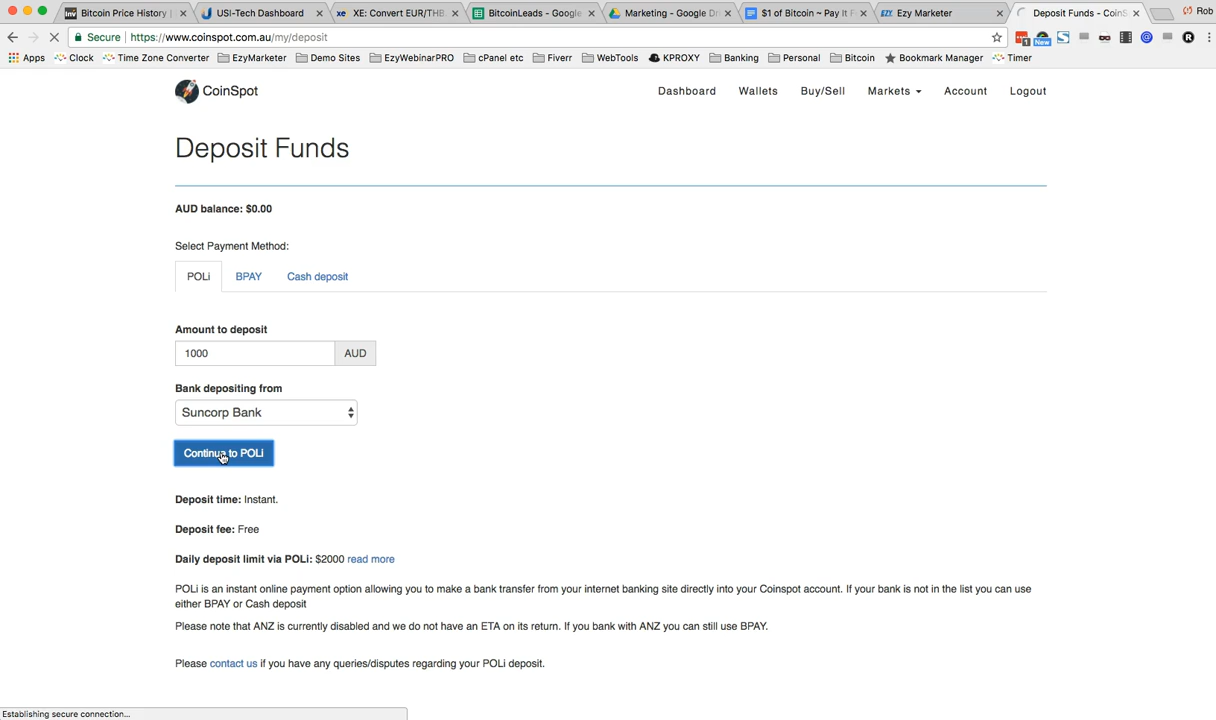 Bitcoin Price History |
USI-Tech Dashboard
XE: Convert EUR/THB.
BitcoinLeads - Google
Marketing - Google Dr
$1 of Bitcoin ~ Pay It F
Ezy Marketer
Deposit Funds - CoinS
Rob
Secure | https://www.coinspot.com.au/my/deposit
Apps Clock Time Zone Converter EzyMarketer Demo Sites EzyWebinarPRO cPanel etc Fiverr WebTools KPROXY Banking Personal Bitcoin Bookmark Manager Timer
CoinSpot
Dashboard Wallets Buy/Sell Markets Account Logout
Deposit Funds
AUD balance: $0.00
Select Payment Method:
POLi BPAY Cash deposit
Amount to deposit
1000 AUD
Bank depositing from
Suncorp Bank
Continue to POLi
Deposit time: Instant.
Deposit fee: Free
Daily deposit limit via POLi: $2000 read more
POLi is an instant online payment option allowing you to make a bank transfer from your internet banking site directly into your Coinspot account. If your bank is not in the list you can use
either BPAY or Cash deposit
Please note that ANZ is currently disabled and we do not have an ETA on its return. If you bank with ANZ you can still use BPAY.
Please contact us if you have any queries/disputes regarding your POLi deposit.
Establishing secure connection...